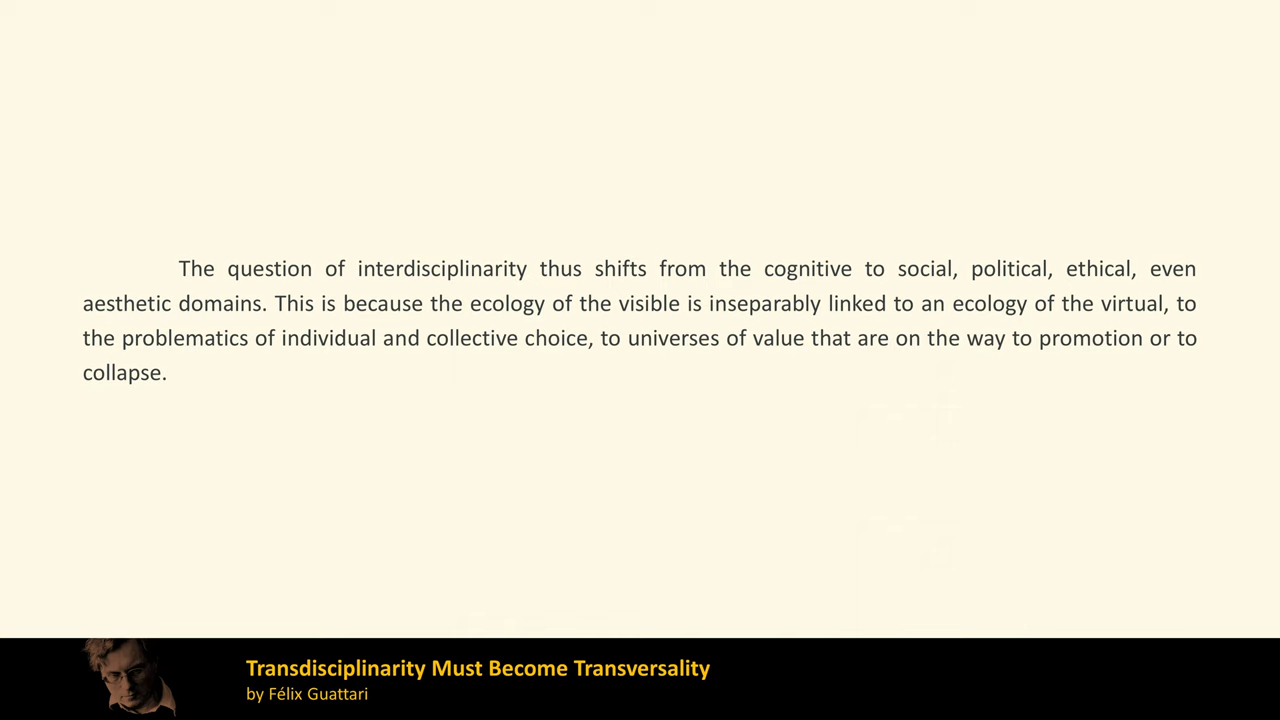 The question of interdisciplinarity thus shifts from the cognitive to social, political, ethical, even
aesthetic domains. This is because the ecology of the visible is inseparably linked to an ecology of the virtual, to
the problematics of individual and collective choice, to universes of value that are on the way to promotion or to
collapse.
Transdisciplinarity Must Become Transversality
by Félix Guattari